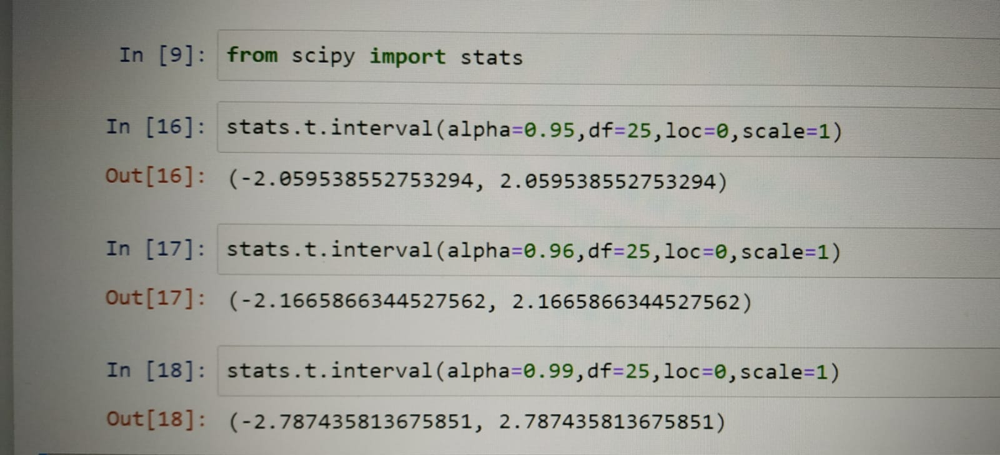 In [9]: from scipy import stats
In [16]: stats.t.interval(alpha=0.95,df=25,loc=0,scale=1)
Out[16]: (-2.059538552753294, 2.059538552753294)
In [17]: stats.t.interval(alpha=0.96,df=25,loc=0,scale=1)
Out[17]: (-2.1665866344527562, 2.1665866344527562)
In [18]: stats.t.interval(alpha=0.99,df=25,loc=0,scale=1)
Out[18]: (-2.787435813675851, 2.787435813675851)